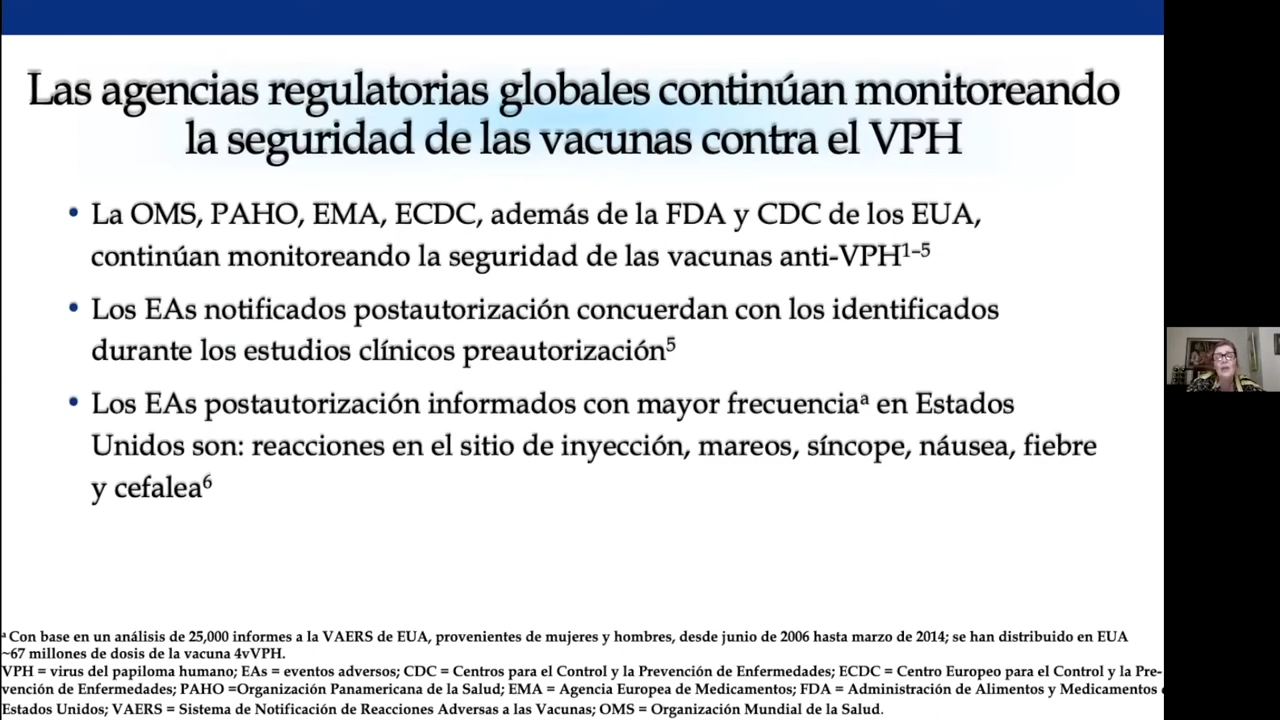 Las agencias regulatorias globales continúan monitoreando
la seguridad de las vacunas contra el VPH
• La OMS, PAHO, EMA, ECDC, además de la FDA y CDC de los EUA,
continúan monitoreando la seguridad de las vacunas anti-VPH¹⁻⁵
• Los EAs notificados postautorización concuerdan con los identificados
durante los estudios clínicos preautorización⁵
• Los EAs postautorización informados con mayor frecuenciaᵃ en Estados
Unidos son: reacciones en el sitio de inyección, mareos, síncope, náusea, fiebre
y cefalea⁶
ᵃ Con base en un análisis de 25,000 informes a la VAERS de EUA, provenientes de mujeres y hombres, desde junio de 2006 hasta marzo de 2014; se han distribuido en EUA
~67 millones de dosis de la vacuna 4vVPH.
VPH = virus del papiloma humano; EAs = eventos adversos; CDC = Centros para el Control y la Prevención de Enfermedades; ECDC = Centro Europeo para el Control y la Pre-
vención de Enfermedades; PAHO =Organización Panamericana de la Salud; EMA = Agencia Europea de Medicamentos; FDA = Administración de Alimentos y Medicamentos
Estados Unidos; VAERS = Sistema de Notificación de Reacciones Adversas a las Vacunas; OMS = Organización Mundial de la Salud.